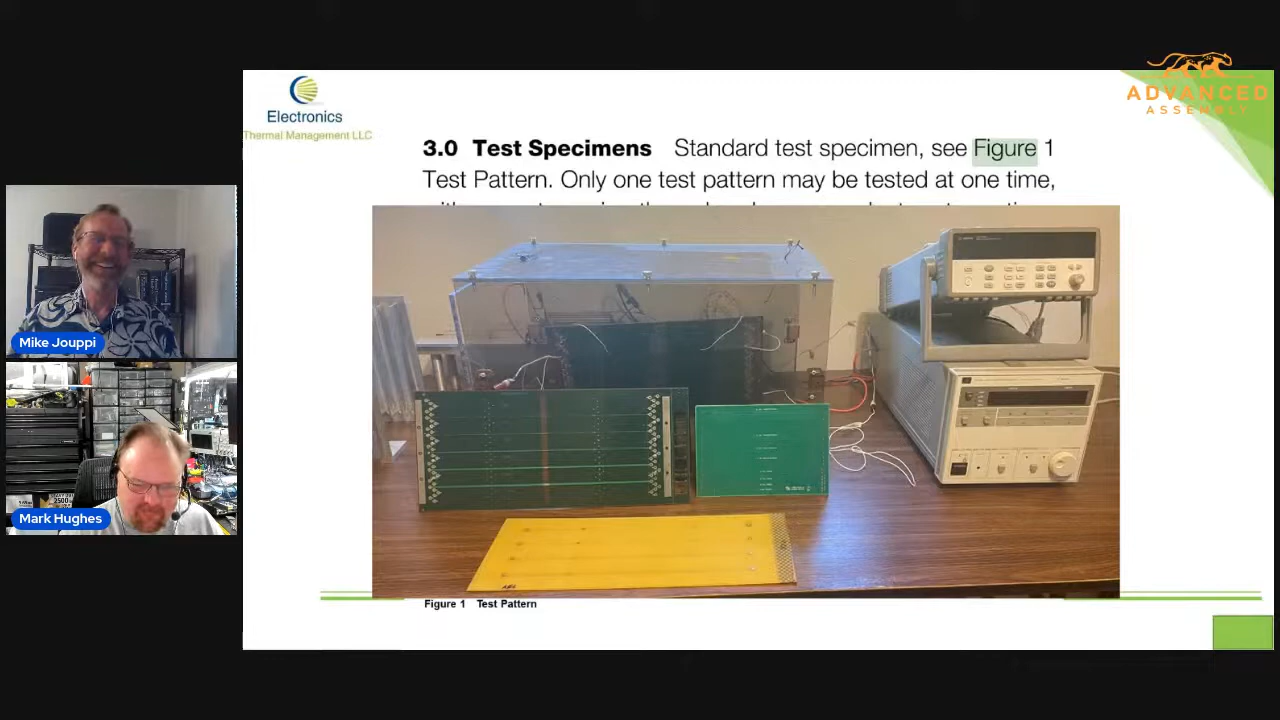 ADVANCED
ASSEMBLY
Electronics
Thermal Management LLC
3.0 Test Specimens Standard test specimen, see Figure 1
Test Pattern. Only one test pattern may be tested at one time,
Mike Jouppi
Mark Hughes
Figure 1 Test Pattern